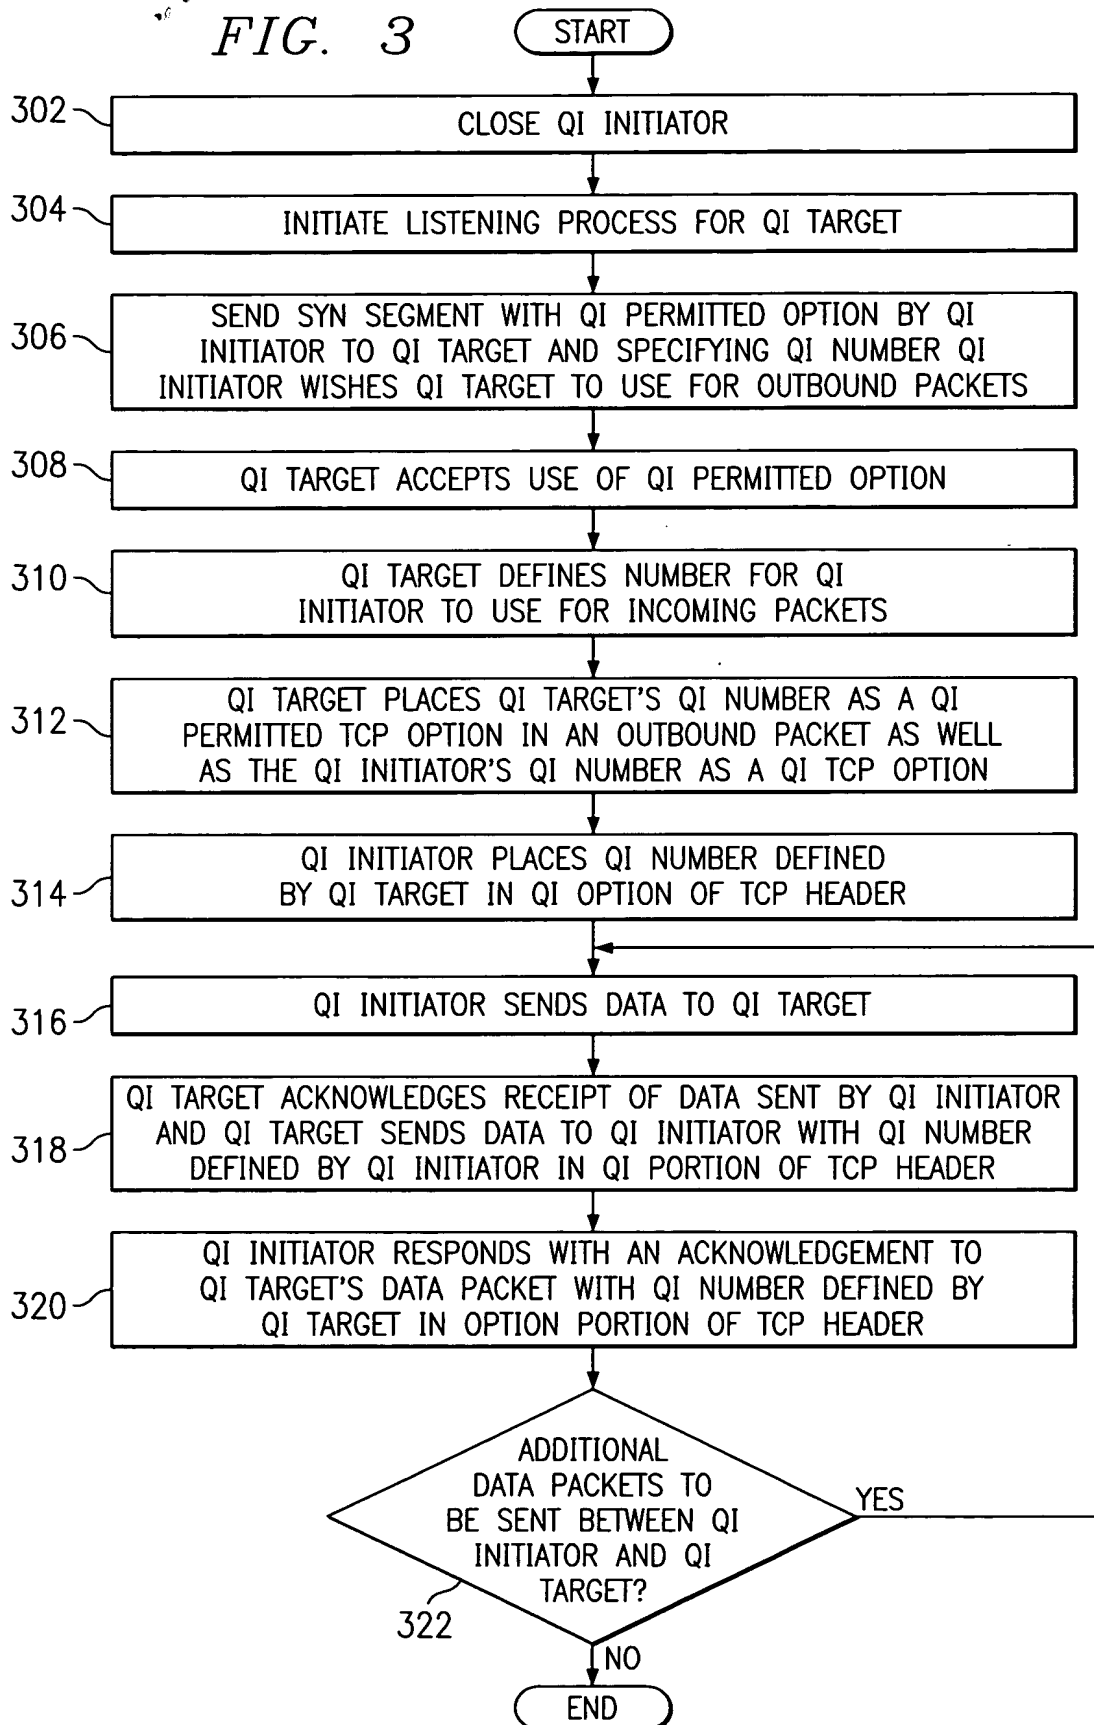 FIG. 3
START
302
CLOSE QI INITIATOR
304
INITIATE LISTENING PROCESS FOR QI TARGET
306
SEND SYN SEGMENT WITH QI PERMITTED OPTION BY QI
INITIATOR TO QI TARGET AND SPECIFYING QI NUMBER QI
INITIATOR WISHES QI TARGET TO USE FOR OUTBOUND PACKETS
308
QI TARGET ACCEPTS USE OF QI PERMITTED OPTION
310
QI TARGET DEFINES NUMBER FOR QI
INITIATOR TO USE FOR INCOMING PACKETS
312
QI TARGET PLACES QI TARGET'S QI NUMBER AS A QI
PERMITTED TCP OPTION IN AN OUTBOUND PACKET AS WELL
AS THE QI INITIATOR'S QI NUMBER AS A QI TCP OPTION
314
QI INITIATOR PLACES QI NUMBER DEFINED
BY QI TARGET IN QI OPTION OF TCP HEADER
316
QI INITIATOR SENDS DATA TO QI TARGET
318
QI TARGET ACKNOWLEDGES RECEIPT OF DATA SENT BY QI INITIATOR
AND QI TARGET SENDS DATA TO QI INITIATOR WITH QI NUMBER
DEFINED BY QI INITIATOR IN QI PORTION OF TCP HEADER
320
QI INITIATOR RESPONDS WITH AN ACKNOWLEDGEMENT TO
QI TARGET'S DATA PACKET WITH QI NUMBER DEFINED BY
QI TARGET IN OPTION PORTION OF TCP HEADER
ADDITIONAL
DATA PACKETS TO
BE SENT BETWEEN QI
INITIATOR AND QI
TARGET?
YES
322
NO
END